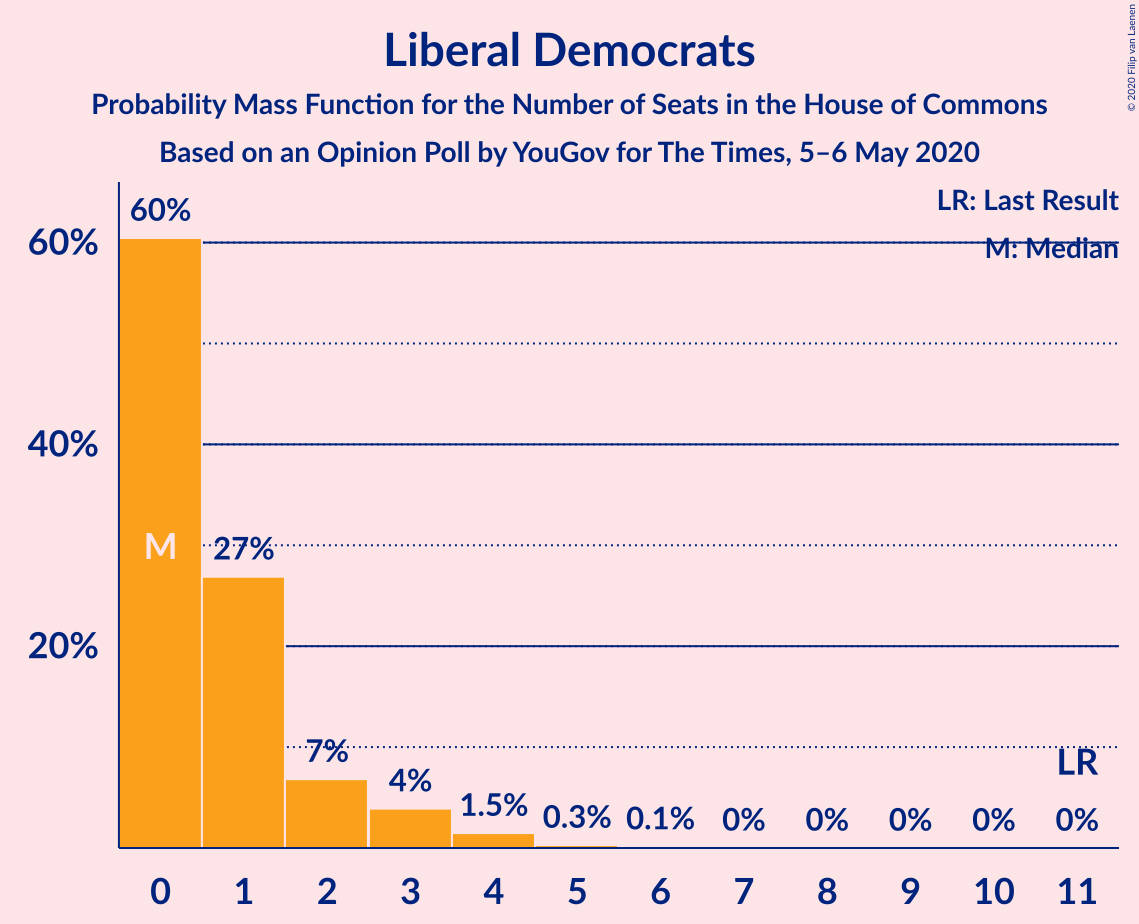 Liberal Democrats
Probability Mass Function for the Number of Seats in the House of Commons
Based on an Opinion Poll by YouGov for The Times, 5–6 May 2020
© 2020 Filip van Laenen
LR: Last Result
M: Median
60%
40%
20%
60%
M
27%
7%
4%
1.5%
0.3%
0.1%
0%
0%
0%
0%
LR
0%
0 1 2 3 4 5 6 7 8 9 10 11